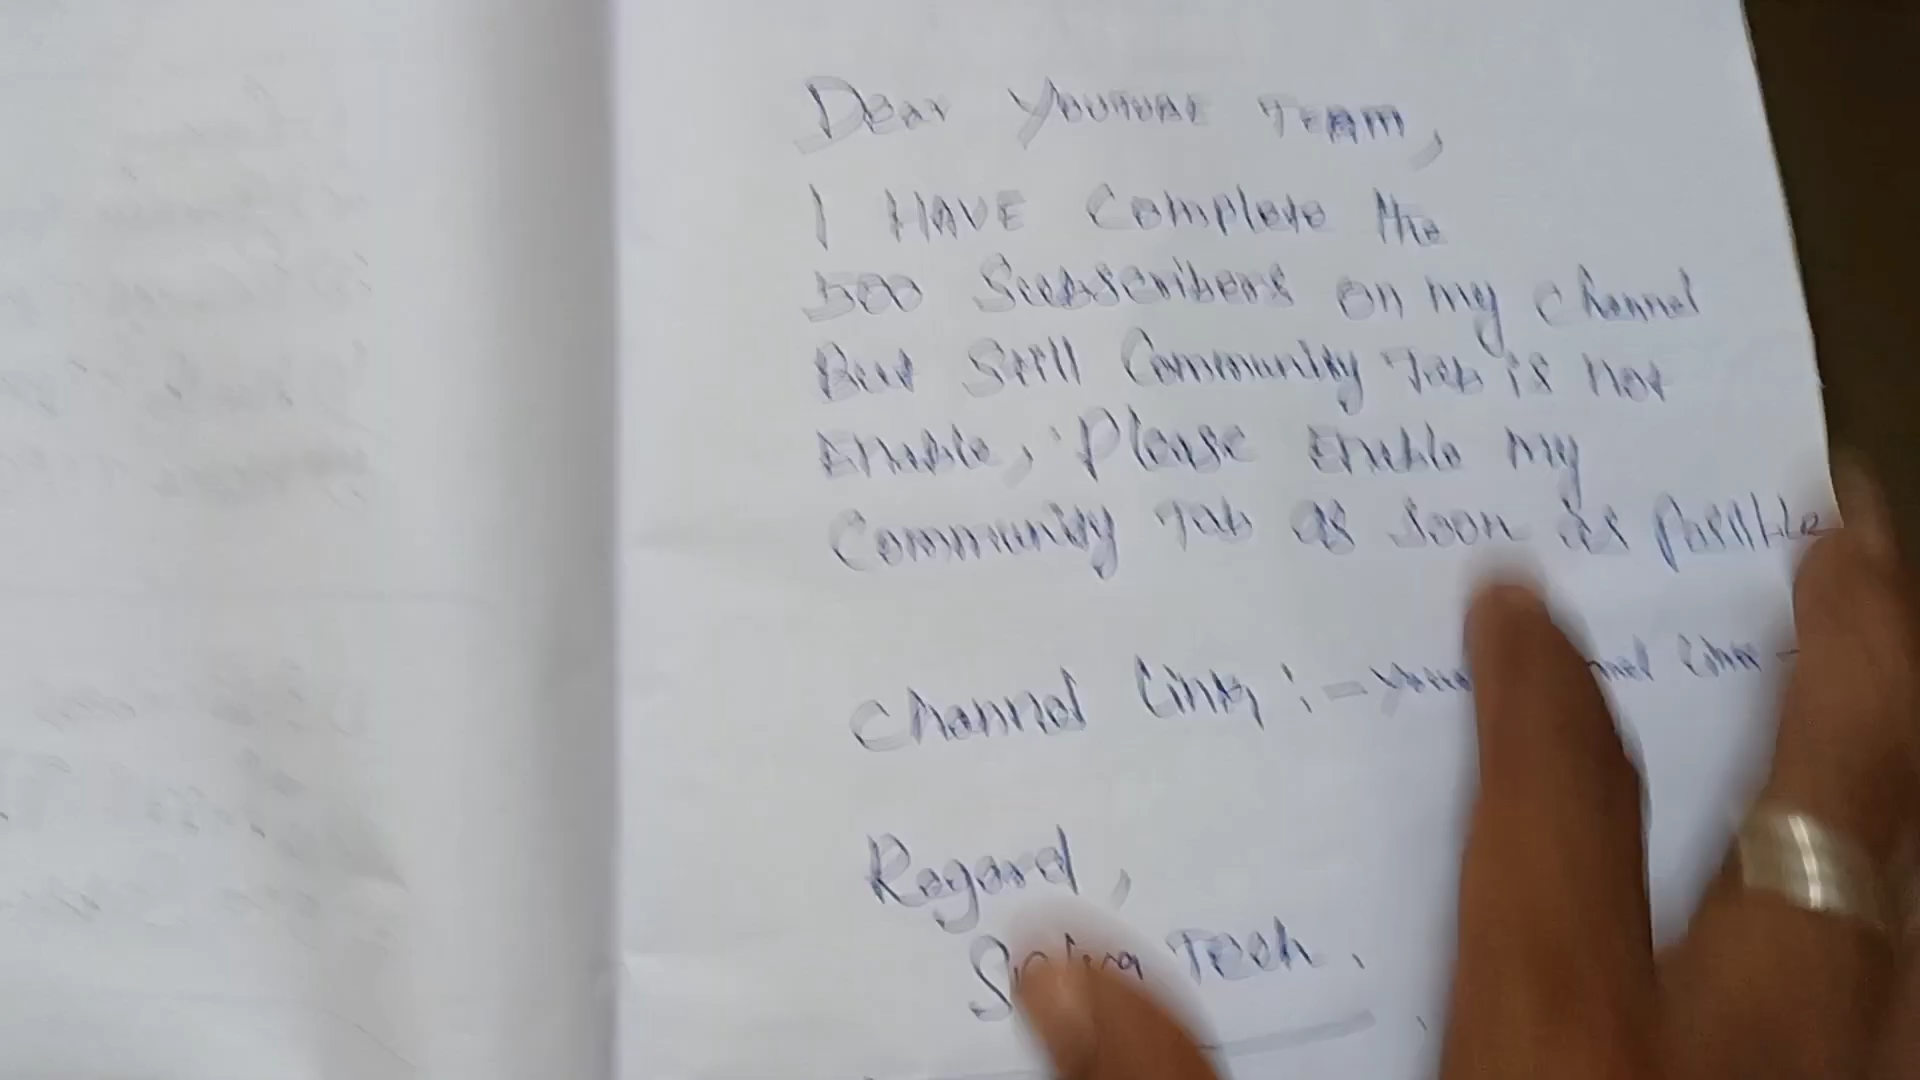 Dear YOUTUBE TEAM,
I HAVE Complete the
500 Subscribers on my channel
But Still Community Tab is not
Enable, Please Enable my
Community Tab as soon as Possible
Channel Link :- Link -
Regard,
Tech.